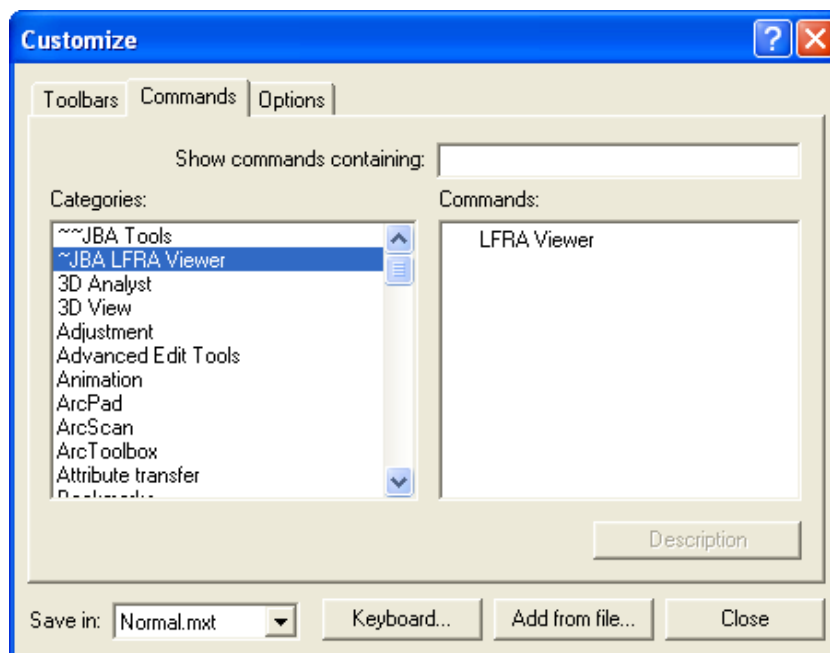 Customize
Toolbars Commands Options
Show commands containing:
Categories: Commands:
~~JBA Tools
~JBA LFRA Viewer
3D Analyst
3D View
Adjustment
Advanced Edit Tools
Animation
ArcPad
ArcScan
ArcToolbox
Attribute transfer
LFRA Viewer
Description
Save in: Normal.mxt Keyboard... Add from file... Close